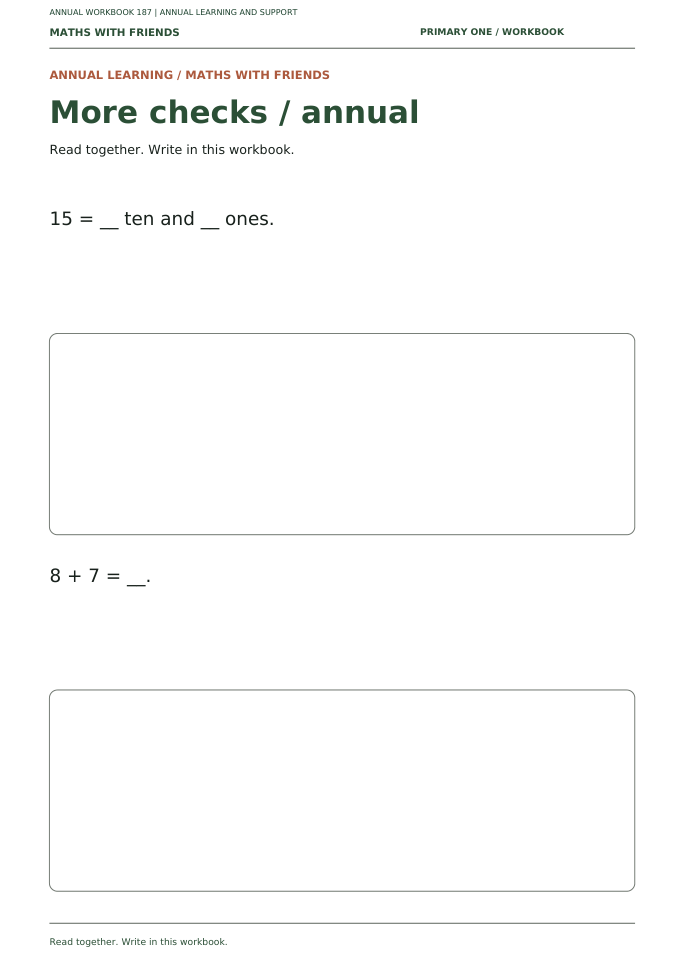 ANNUAL WORKBOOK 187 | ANNUAL LEARNING AND SUPPORT
MATHS WITH FRIENDS
PRIMARY ONE / WORKBOOK
ANNUAL LEARNING / MATHS WITH FRIENDS
More checks / annual
Read together. Write in this workbook.
15 = __ ten and __ ones.
8 + 7 = __.
Read together. Write in this workbook.